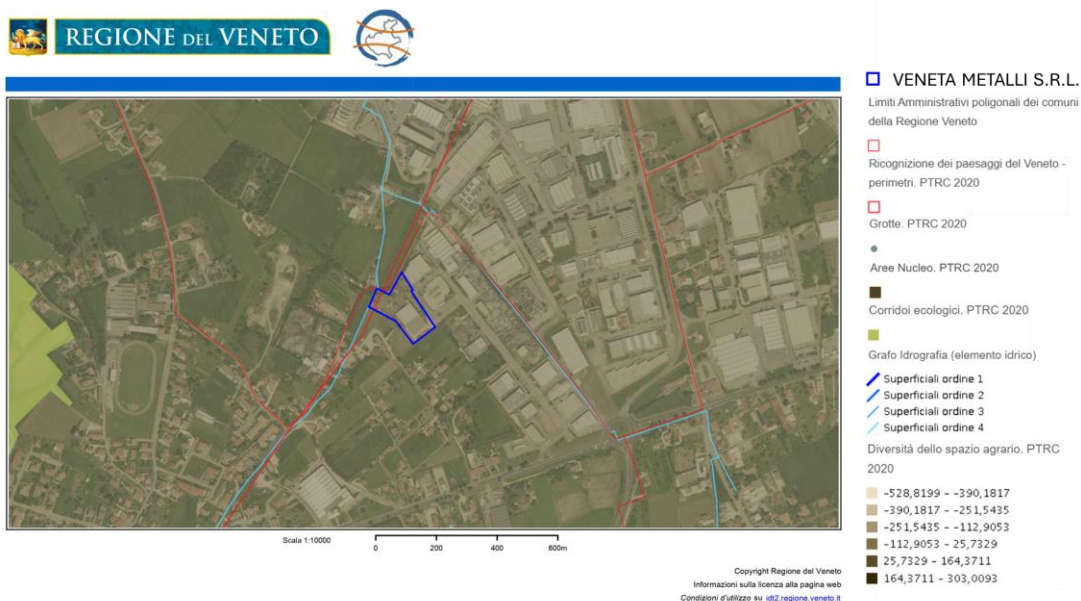 REGIONE DEL VENETO
VENETA METALLI S.R.L.
Limiti Amministrativi poligonali dei comuni
della Regione Veneto
Ricognizione dei paesaggi del Veneto -
perimetri. PTRC 2020
Grotte. PTRC 2020
Aree Nucleo. PTRC 2020
Corridoi ecologici. PTRC 2020
Grafo Idrografia (elemento idrico)
Superficiali ordine 1
Superficiali ordine 2
Superficiali ordine 3
Superficiali ordine 4
Diversità dello spazio agrario. PTRC
2020
-528,8199 - -390,1817
-390,1817 - -251,5435
-251,5435 - -112,9053
-112,9053 - 25,7329
25,7329 - 164,3711
164,3711 - 303,0093
Scala 1:10000
0 200 400 600m
Copyright Regione del Veneto
Informazioni sulla licenza alla pagina web
Condizioni d'utilizzo su idt2.regione.veneto.it